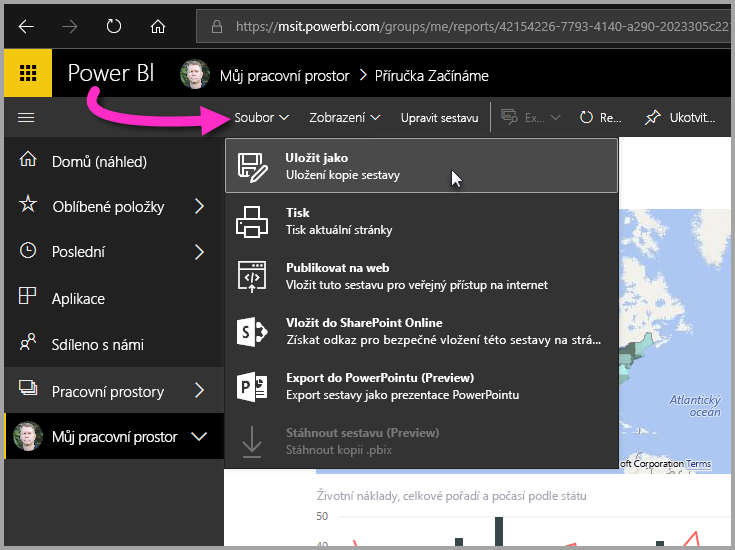 https://msit.powerbi.com/groups/me/reports/42154226-7793-4140-a290-2023305c22
Power BI
Můj pracovní prostor > Příručka Začínáme
Soubor
Zobrazení
Upravit sestavu
Ex...
Re...
Ukotvit...
Domů (náhled)
Oblíbené položky
Poslední
Aplikace
Sdíleno s námi
Pracovní prostory
Můj pracovní prostor
Uložit jako
Uložení kopie sestavy
Tisk
Tisk aktuální stránky
Publikovat na web
Vložit tuto sestavu pro veřejný přístup na internet
Vložit do SharePoint Online
Získat odkaz pro bezpečné vložení této sestavy na strá...
Export do PowerPointu (Preview)
Export sestavy jako prezentace PowerPointu
Stáhnout sestavu (Preview)
Stáhnout kopii .pbix
Atlantický
oceán
oft Corporation Terms
Životní náklady, celkové pořadí a počasí podle státu
50
40